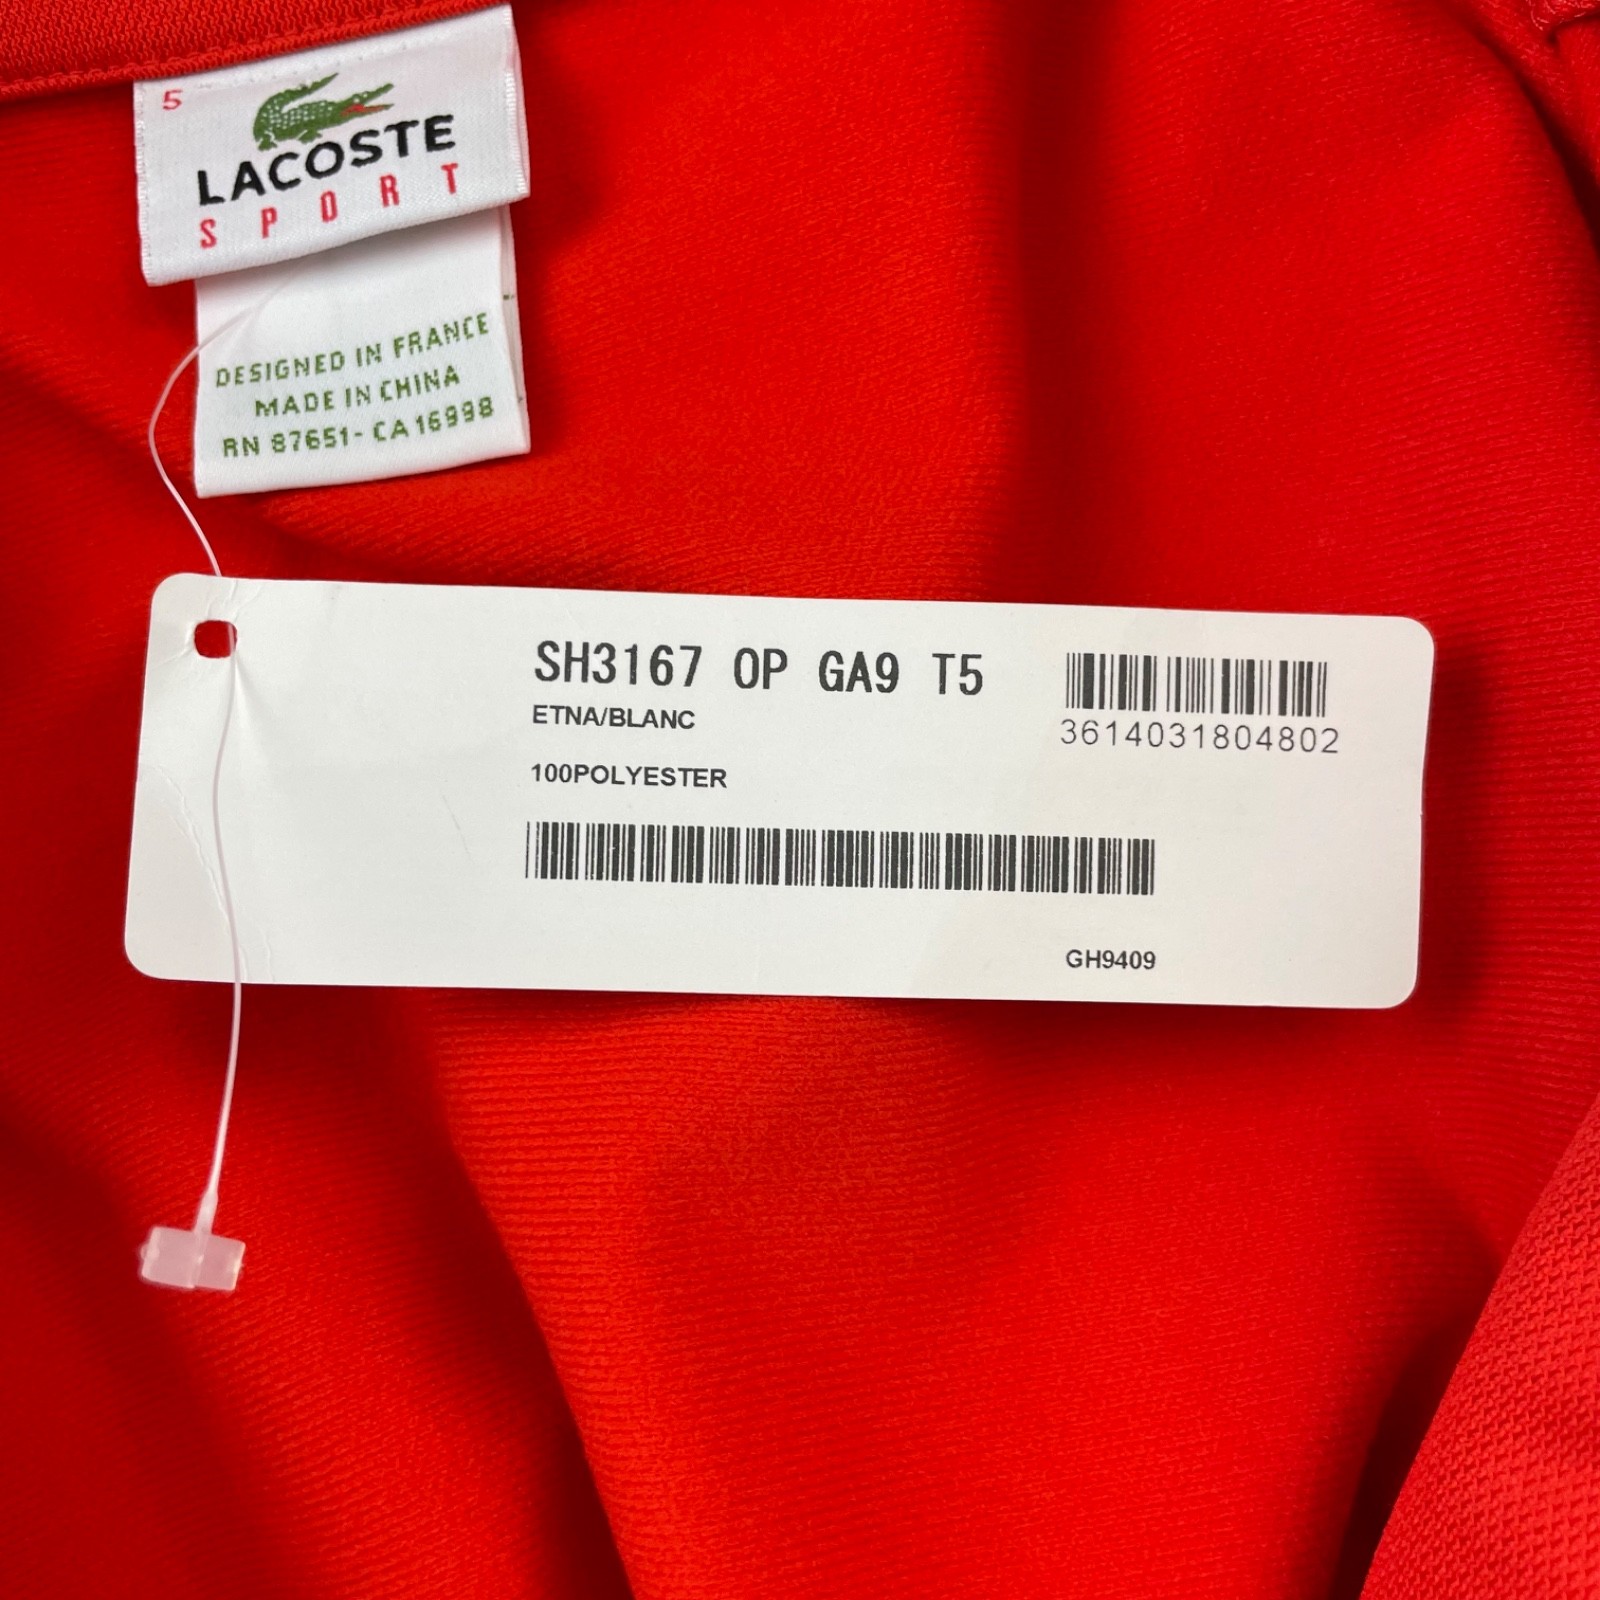 5
LACOSTE
SPORT
DESIGNED IN FRANCE
MADE IN CHINA
RN 87651- CA 16998
SH3167 OP GA9 T5
ETNA/BLANC
3614031804802
100POLYESTER
GH9409